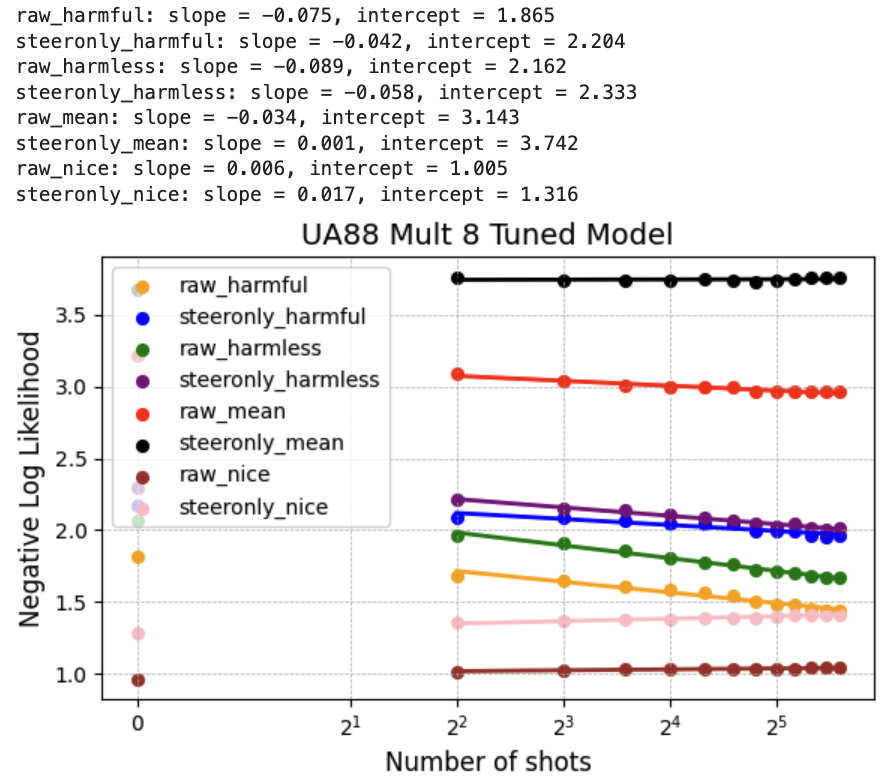 raw_harmful: slope = -0.075, intercept = 1.865
steeronly_harmful: slope = -0.042, intercept = 2.204
raw_harmless: slope = -0.089, intercept = 2.162
steeronly_harmless: slope = -0.058, intercept = 2.333
raw_mean: slope = -0.034, intercept = 3.143
steeronly_mean: slope = 0.001, intercept = 3.742
raw_nice: slope = 0.006, intercept = 1.005
steeronly_nice: slope = 0.017, intercept = 1.316
UA88 Mult 8 Tuned Model
raw_harmful
steeronly_harmful
raw_harmless
steeronly_harmless
raw_mean
steeronly_mean
raw_nice
steeronly_nice
Negative Log Likelihood
3.5
3.0
2.5
2.0
1.5
1.0
0 2¹ 2² 2³ 2⁴ 2⁵
Number of shots